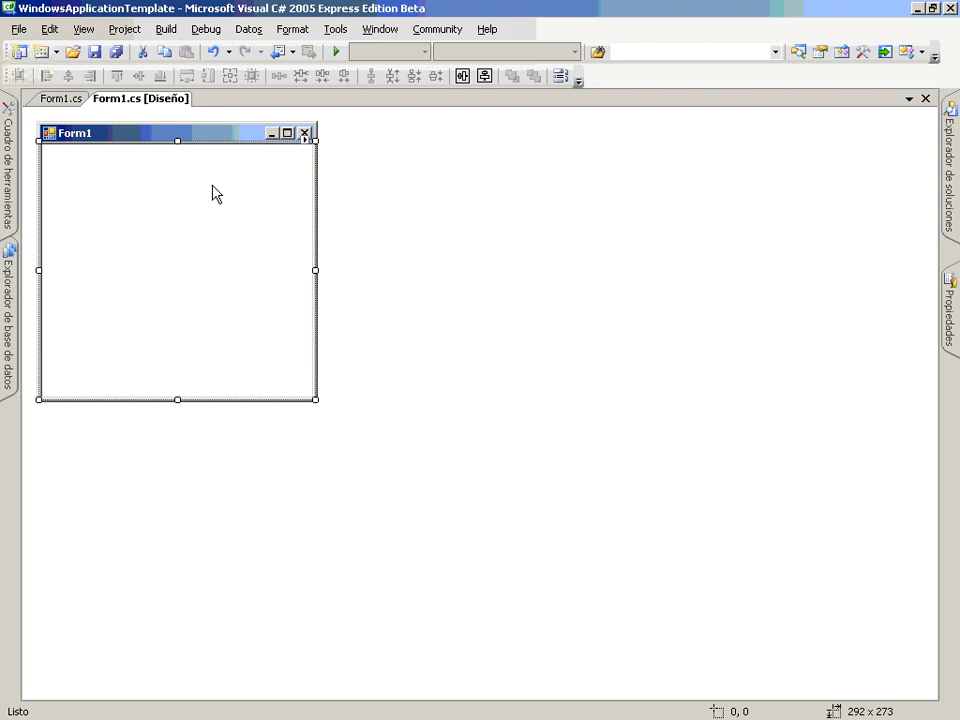 WindowsApplicationTemplate - Microsoft Visual C# 2005 Express Edition Beta
File Edit View Project Build Debug Datos Format Tools Window Community Help
Form1.cs Form1.cs [Diseño]
Form1
Cuadro de herramientas
Explorador de base de datos
Explorador de soluciones
Propiedades
Listo 0, 0 292 x 273